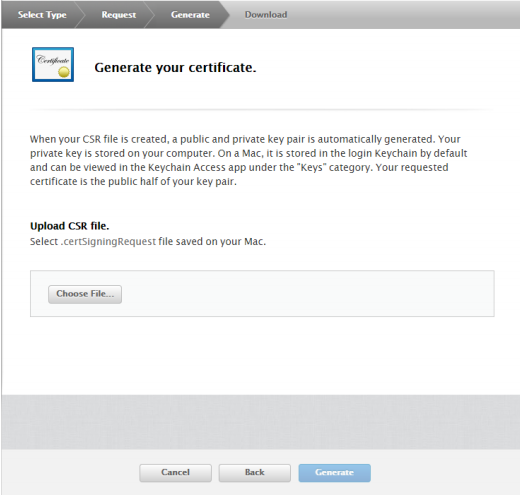 Select Type Request Generate Download
Certificate
Generate your certificate.
When your CSR file is created, a public and private key pair is automatically generated. Your
private key is stored on your computer. On a Mac, it is stored in the login Keychain by default
and can be viewed in the Keychain Access app under the "Keys" category. Your requested
certificate is the public half of your key pair.
Upload CSR file.
Select .certSigningRequest file saved on your Mac.
Choose File...
Cancel Back Generate